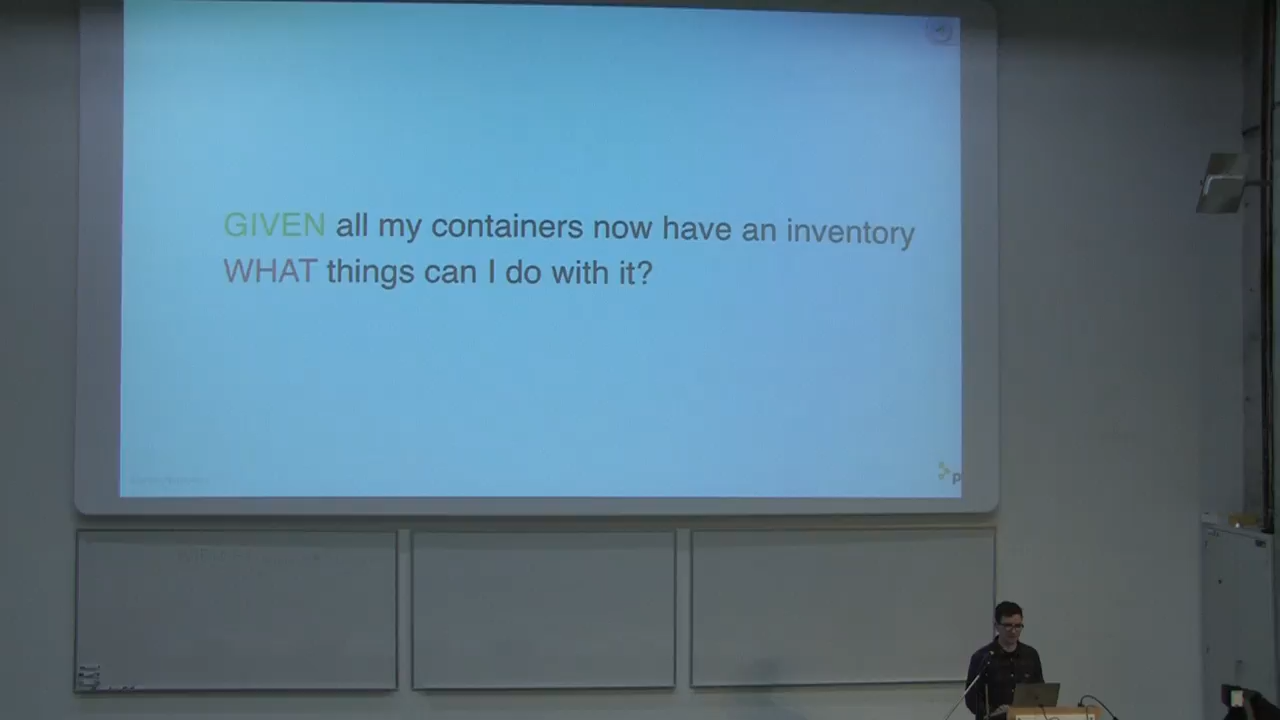 GIVEN all my containers now have an inventory
WHAT things can I do with it?
p